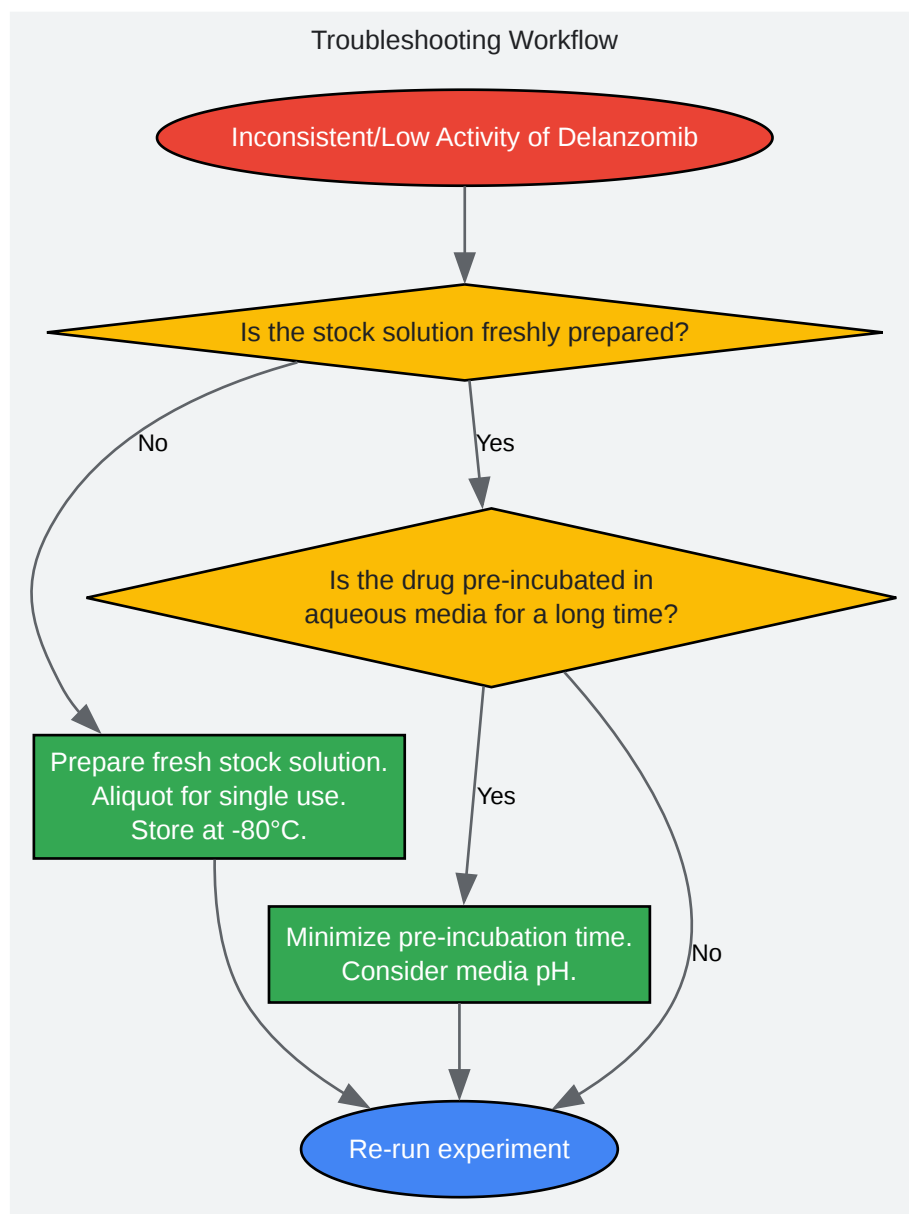 Troubleshooting Workflow
Inconsistent/Low Activity of Delanzomib
Is the stock solution freshly prepared?
No
Yes
Is the drug pre-incubated in
aqueous media for a long time?
Prepare fresh stock solution.
Aliquot for single use.
Store at -80°C.
Yes
Minimize pre-incubation time.
Consider media pH.
No
Re-run experiment